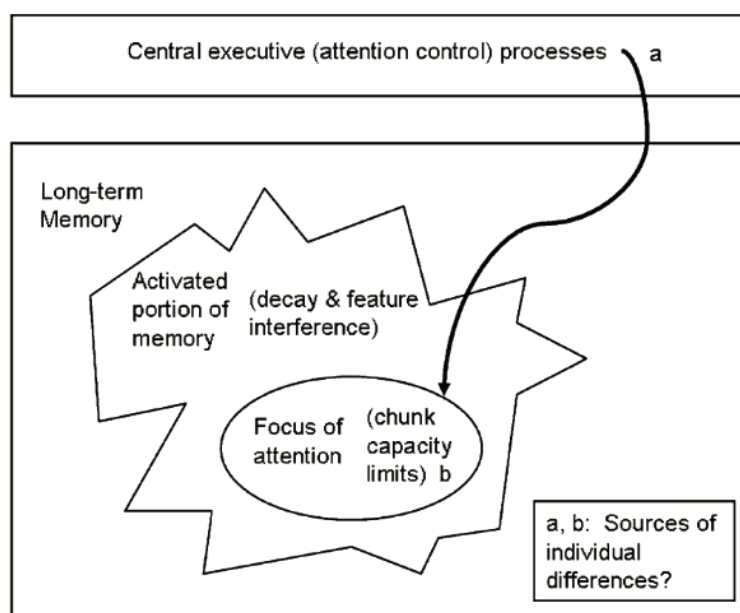 Central executive (attention control) processes a
Long-term
Memory
Activated
portion of
memory
(decay & feature
interference)
Focus of
attention
(chunk
capacity
limits) b
a, b: Sources of
individual
differences?